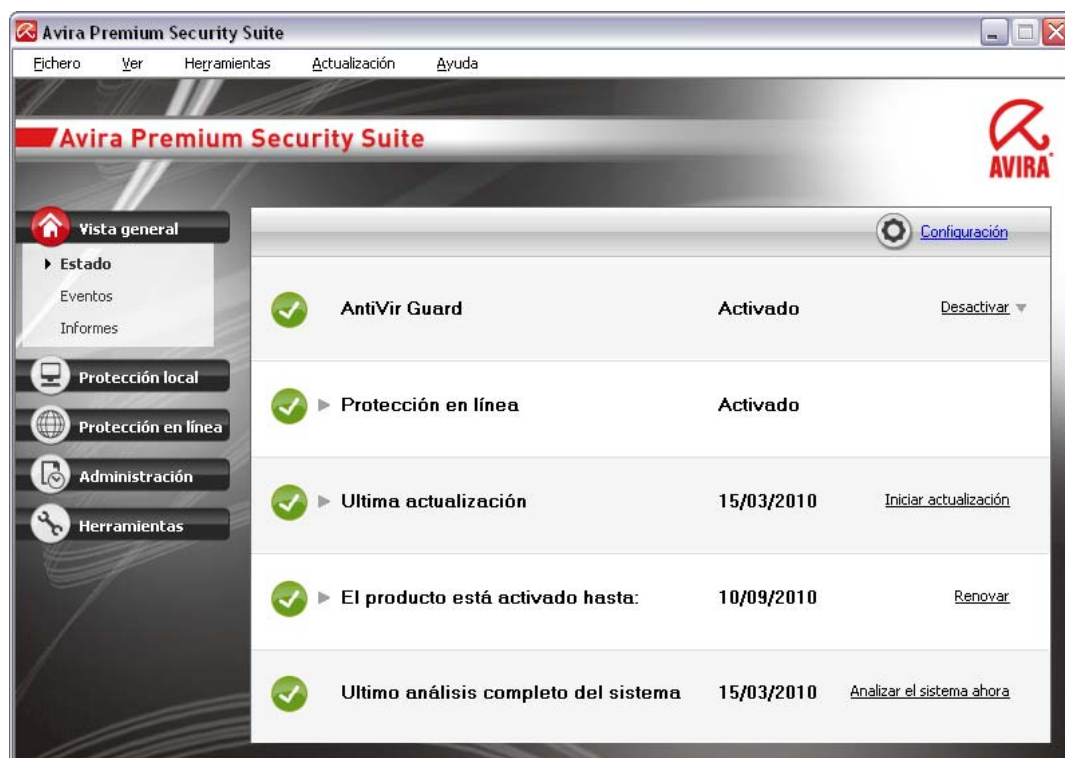 Avira Premium Security Suite
Fichero Ver Herramientas Actualización Ayuda
Avira Premium Security Suite
AVIRA
Vista general
Estado
Eventos
Informes
Protección local
Protección en línea
Administración
Herramientas
Configuración
AntiVir Guard Activado Desactivar
Protección en línea Activado
Ultima actualización 15/03/2010 Iniciar actualización
El producto está activado hasta: 10/09/2010 Renovar
Ultimo análisis completo del sistema 15/03/2010 Analizar el sistema ahora